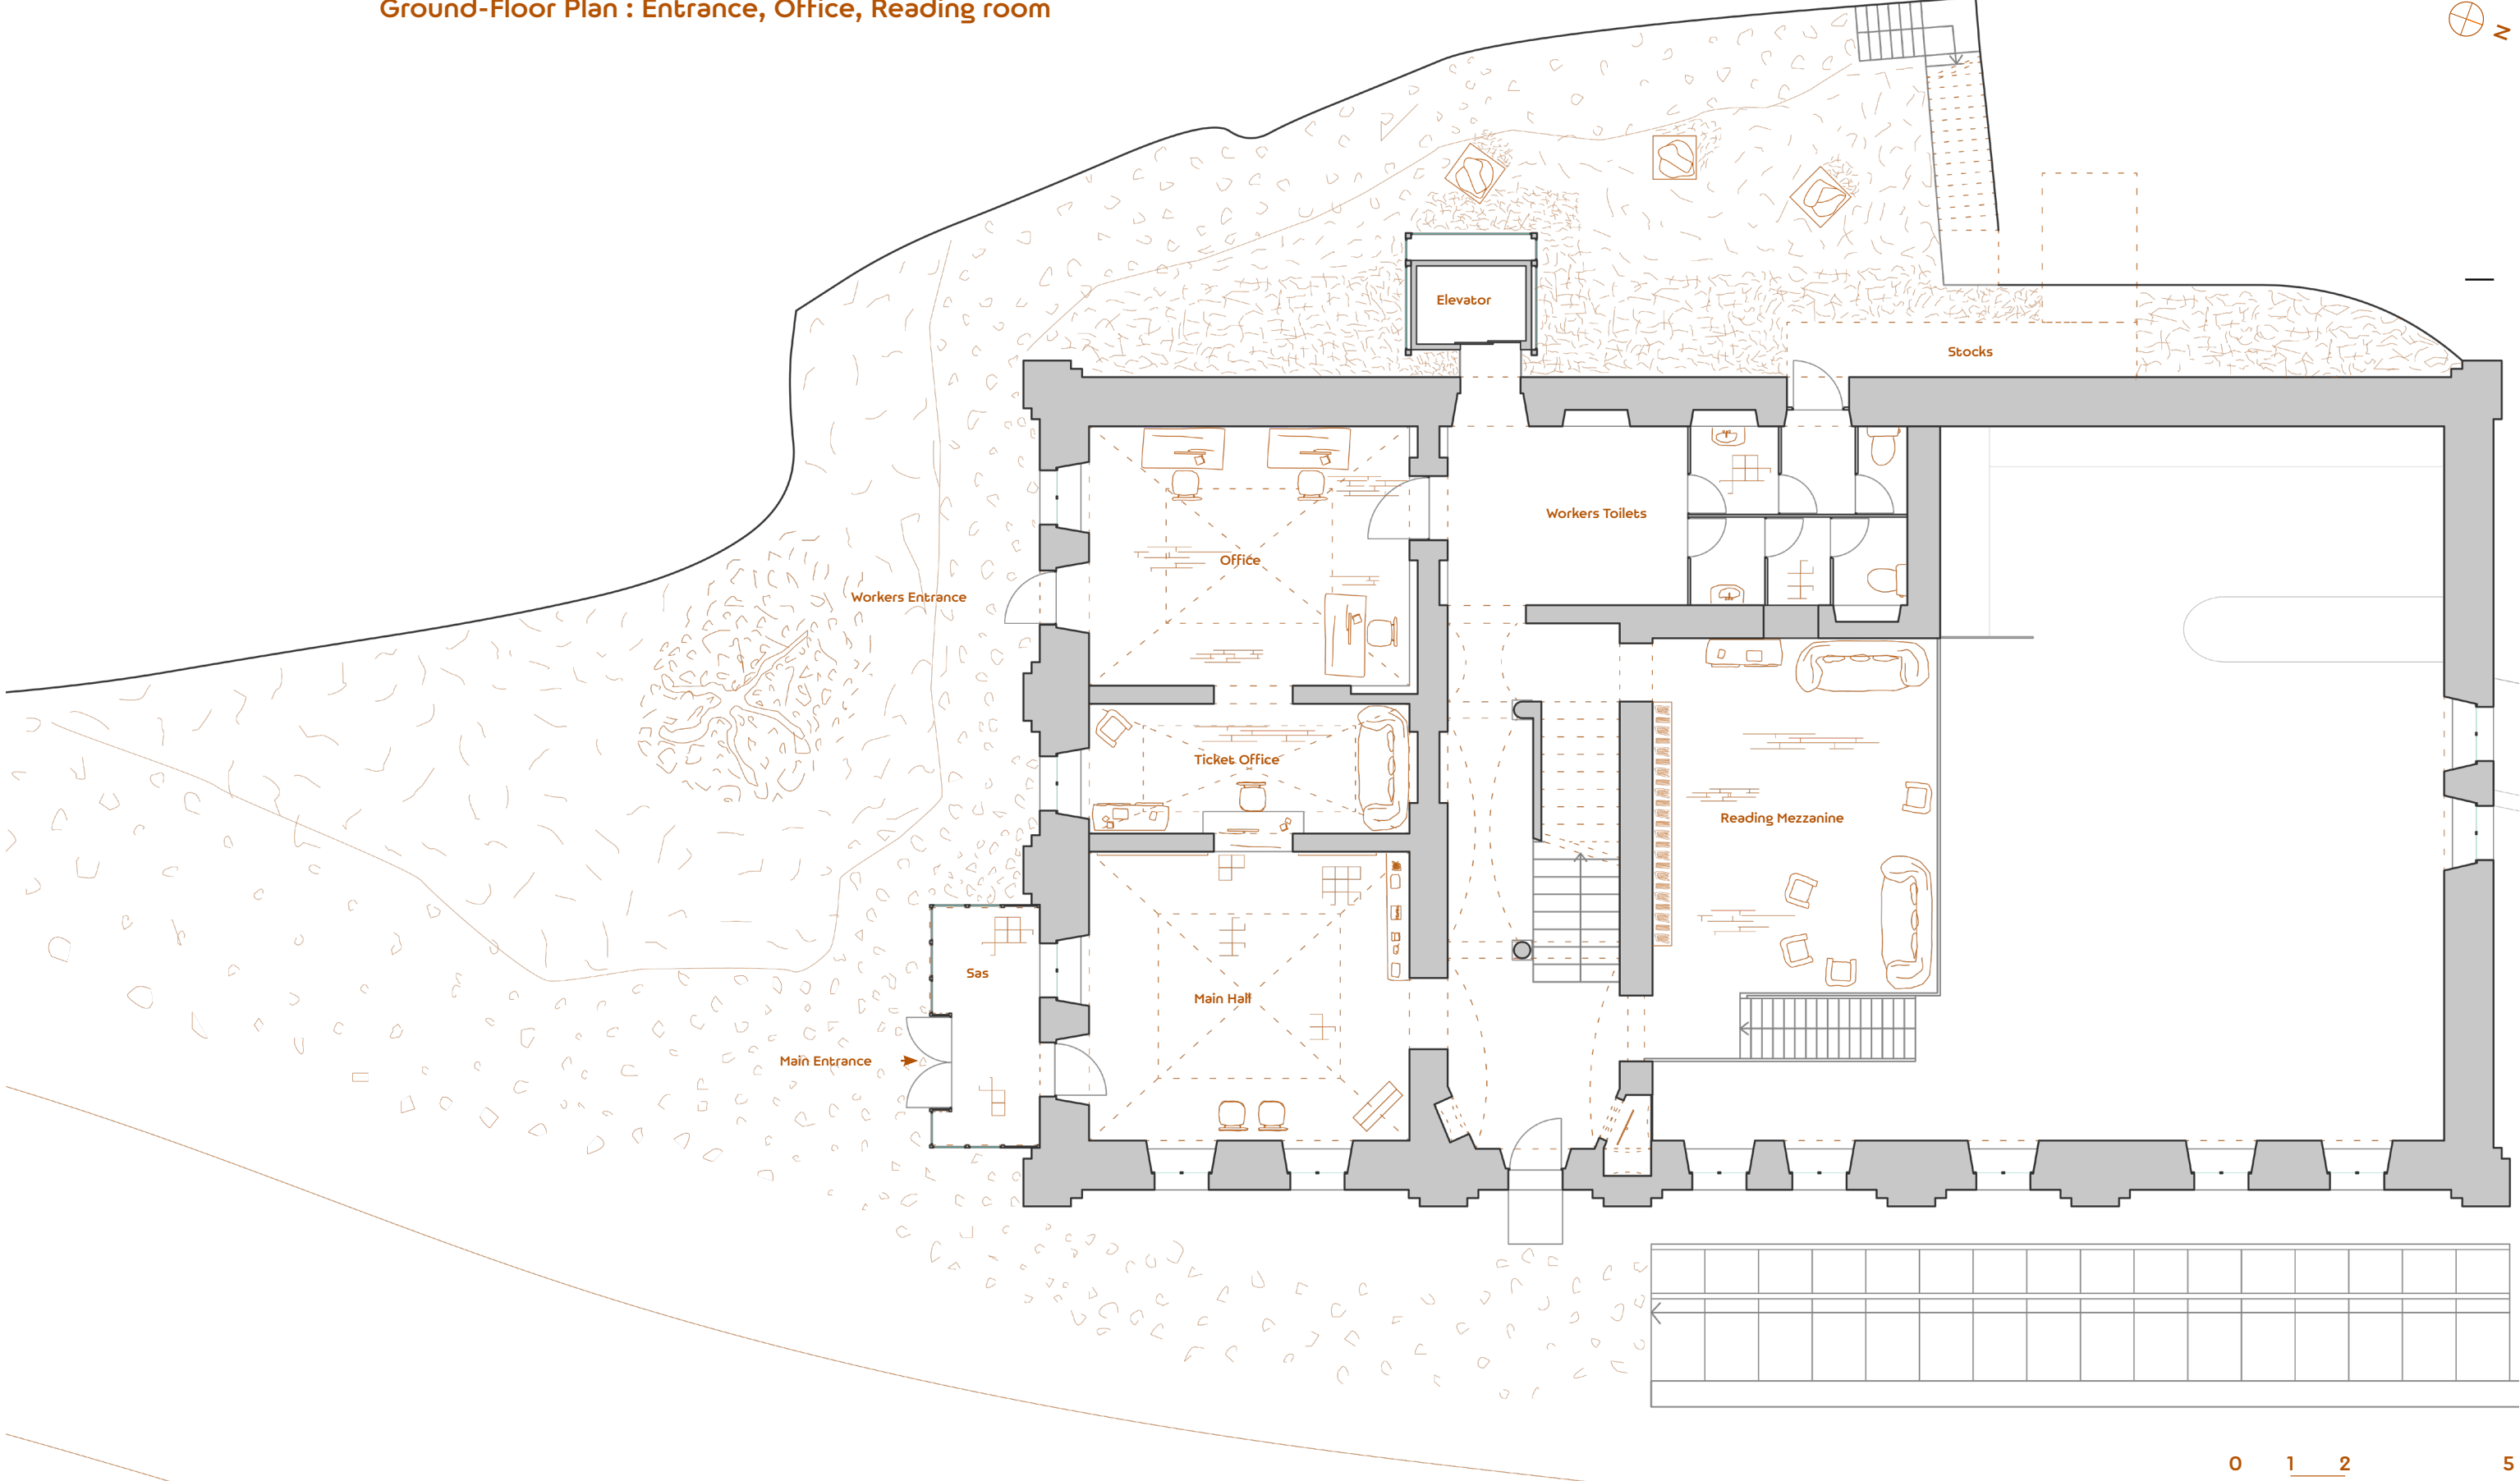 Ground-Floor Plan : Entrance, Office, Reading room
N
Elevator
Stocks
Workers Toilets
Office
Workers Entrance
Ticket Office
Reading Mezzanine
Sas
Main Hall
Main Entrance
0 1 2 5